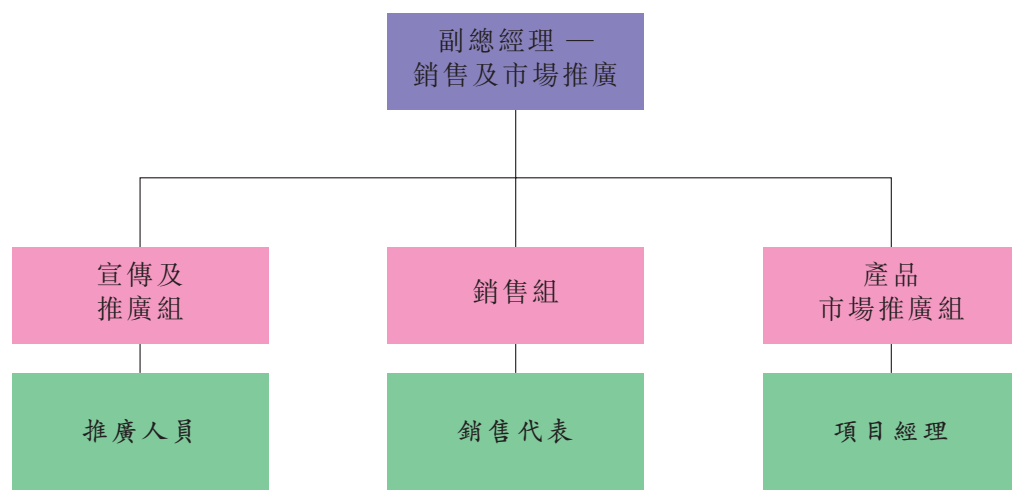 副總經理 —
銷售及市場推廣
宣傳及
推廣組
銷售組
產品
市場推廣組
推廣人員
銷售代表
項目經理